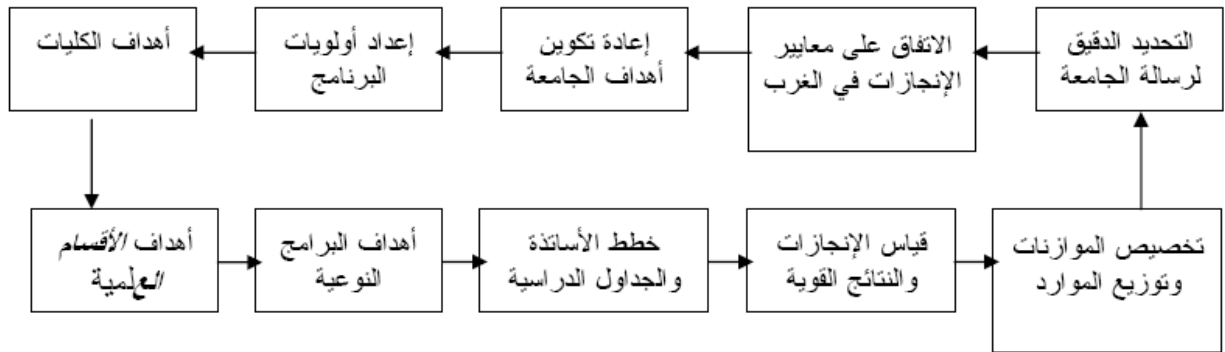 التحديد الدقيق
لرسالة الجامعة
الاتفاق على معايير
الإنجازات في الغرب
إعادة تكوين
أهداف الجامعة
إعداد أولويات
البرنامج
أهداف الكليات
أهداف الأقسام
العلمية
أهداف البرامج
النوعية
خطط الأساتذة
والجداول الدراسية
قياس الإنجازات
والنتائج القوية
تخصيص الموازنات
وتوزيع الموارد